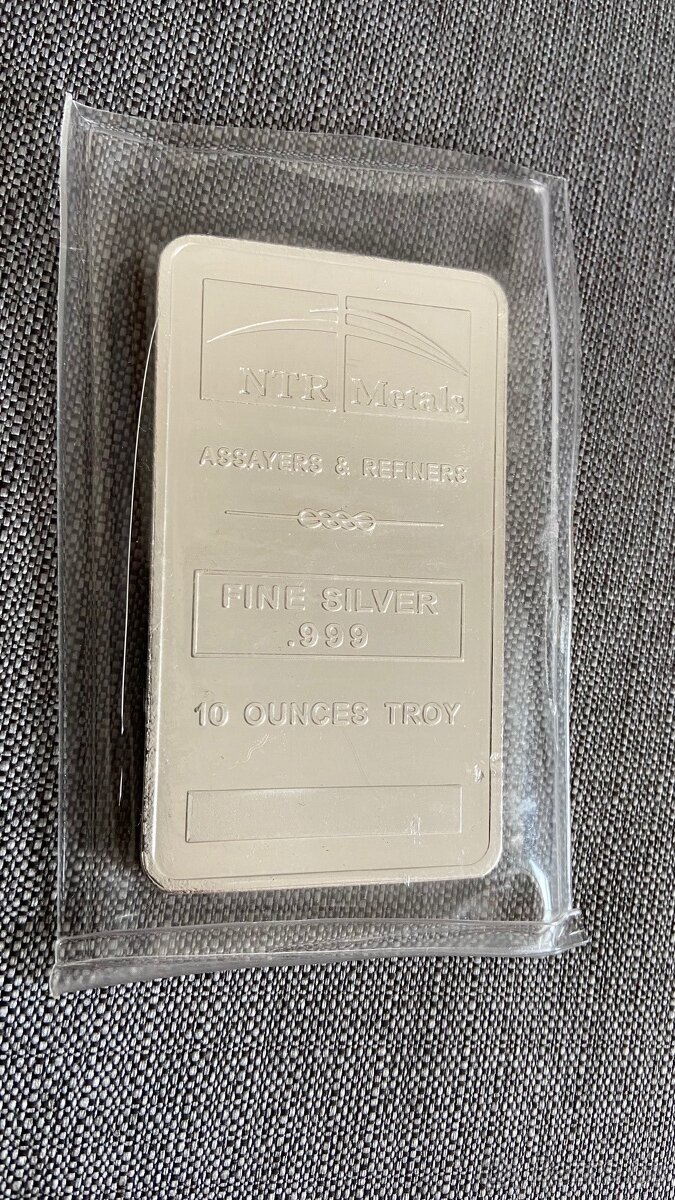 NTR Metals
ASSAYERS & REFINERS
FINE SILVER
.999
10 OUNCES TROY